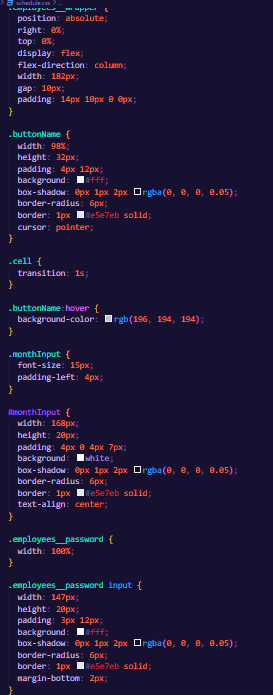 schedule.css > ...
.employees__wrapper {
position: absolute;
right: 0%;
top: 0%;
display: flex;
flex-direction: column;
width: 182px;
gap: 10px;
padding: 14px 10px 0 0px;
}
.buttonName {
width: 98%;
height: 32px;
padding: 4px 12px;
background: #fff;
box-shadow: 0px 1px 2px rgba(0, 0, 0, 0.05);
border-radius: 6px;
border: 1px #e5e7eb solid;
cursor: pointer;
}
.cell {
transition: 1s;
}
.buttonName:hover {
background-color: rgb(196, 194, 194);
}
.monthInput {
font-size: 15px;
padding-left: 4px;
}
#monthInput {
width: 168px;
height: 20px;
padding: 4px 0 4px 7px;
background: white;
box-shadow: 0px 1px 2px rgba(0, 0, 0, 0.05);
border-radius: 6px;
border: 1px #e5e7eb solid;
text-align: center;
}
.employees__password {
width: 100%;
}
.employees__password input {
width: 147px;
height: 20px;
padding: 3px 12px;
background: #fff;
box-shadow: 0px 1px 2px rgba(0, 0, 0, 0.05);
border-radius: 6px;
border: 1px #e5e7eb solid;
margin-bottom: 2px;
}